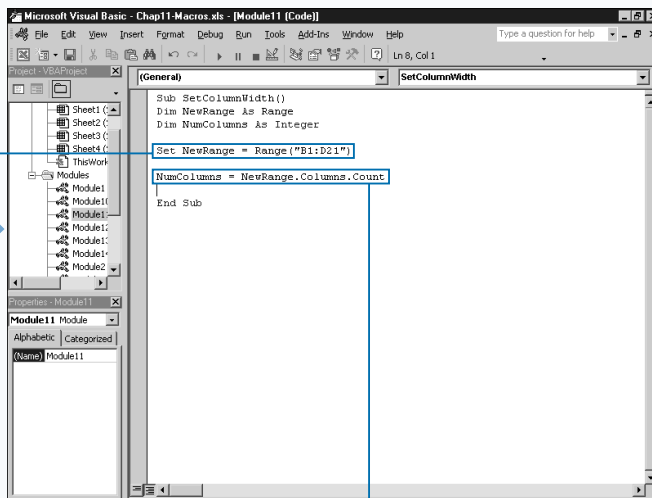 Microsoft Visual Basic - Chap11-Macros.xls - [Module11 (Code)]
File Edit View Insert Format Debug Run Tools Add-Ins Window Help
Type a question for help
Ln 8, Col 1
Project - VBAProject
(General)
SetColumnWidth
Sheet1 (
Sheet2 (
Sheet3 (
Sheet4 (
ThisWork
Modules
Module1
Module10
Module11
Module12
Module13
Module14
Module2
Sub SetColumnWidth()
Dim NewRange As Range
Dim NumColumns As Integer
Set NewRange = Range("B1:D21")
NumColumns = NewRange.Columns.Count
End Sub
Properties - Module11
Module11 Module
Alphabetic Categorized
(Name) Module11